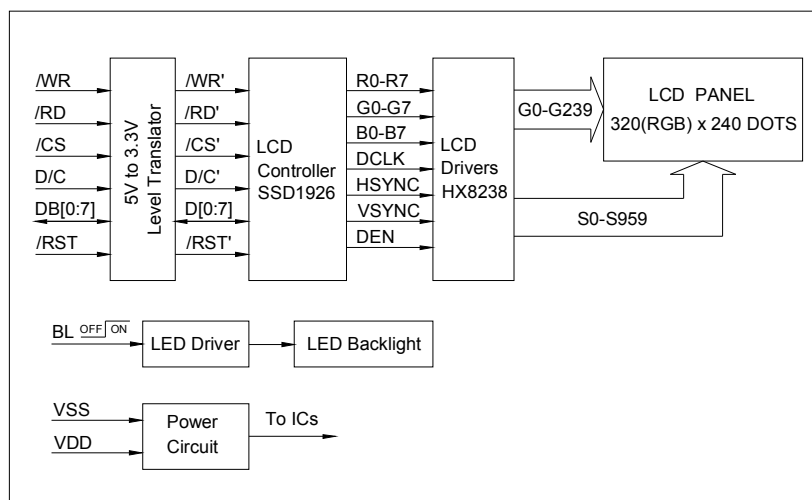 /WR
/RD
/CS
D/C
DB[0:7]
/RST
5V to 3.3V
Level Translator
/WR'
/RD'
/CS'
D/C'
D[0:7]
/RST'
LCD
Controller
SSD1926
R0-R7
G0-G7
B0-B7
DCLK
HSYNC
VSYNC
DEN
LCD
Drivers
HX8238
G0-G239
S0-S959
LCD PANEL
320(RGB) x 240 DOTS
BL OFF ON
LED Driver
LED Backlight
VSS
VDD
Power
Circuit
To ICs